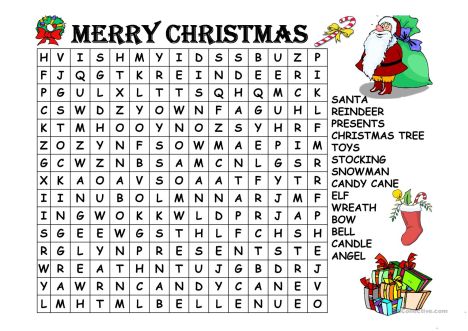 MERRY CHRISTMAS
H V I S H M Y I D S S B U Z P
F J Q G T K R E I N D E E R I
P G U L X L T T S Q H Q M C K
C S W D Z Y O W N F A G U H L
K T M H O O Y N O Z S Y H R F
Z O Z Y N F S O W M A E P I M
G C W Z N B S A M C N L G S R
X K A O A V S O A A T F Y T R
I I N U B O L M N N A R J M F
I N G W O K K W L D P R J A P
S G E E W G S T H L F C H S H
R G L Y N P R E S E N T S T E
W R E A T H N T U J G B D R J
Y A W R N C A N D Y C A N E V
L M H T M L B E L L E N U E O
SANTA
REINDEER
PRESENTS
CHRISTMAS TREE
TOYS
STOCKING
SNOWMAN
CANDY CANE
ELF
WREATH
BOW
BELL
CANDLE
ANGEL